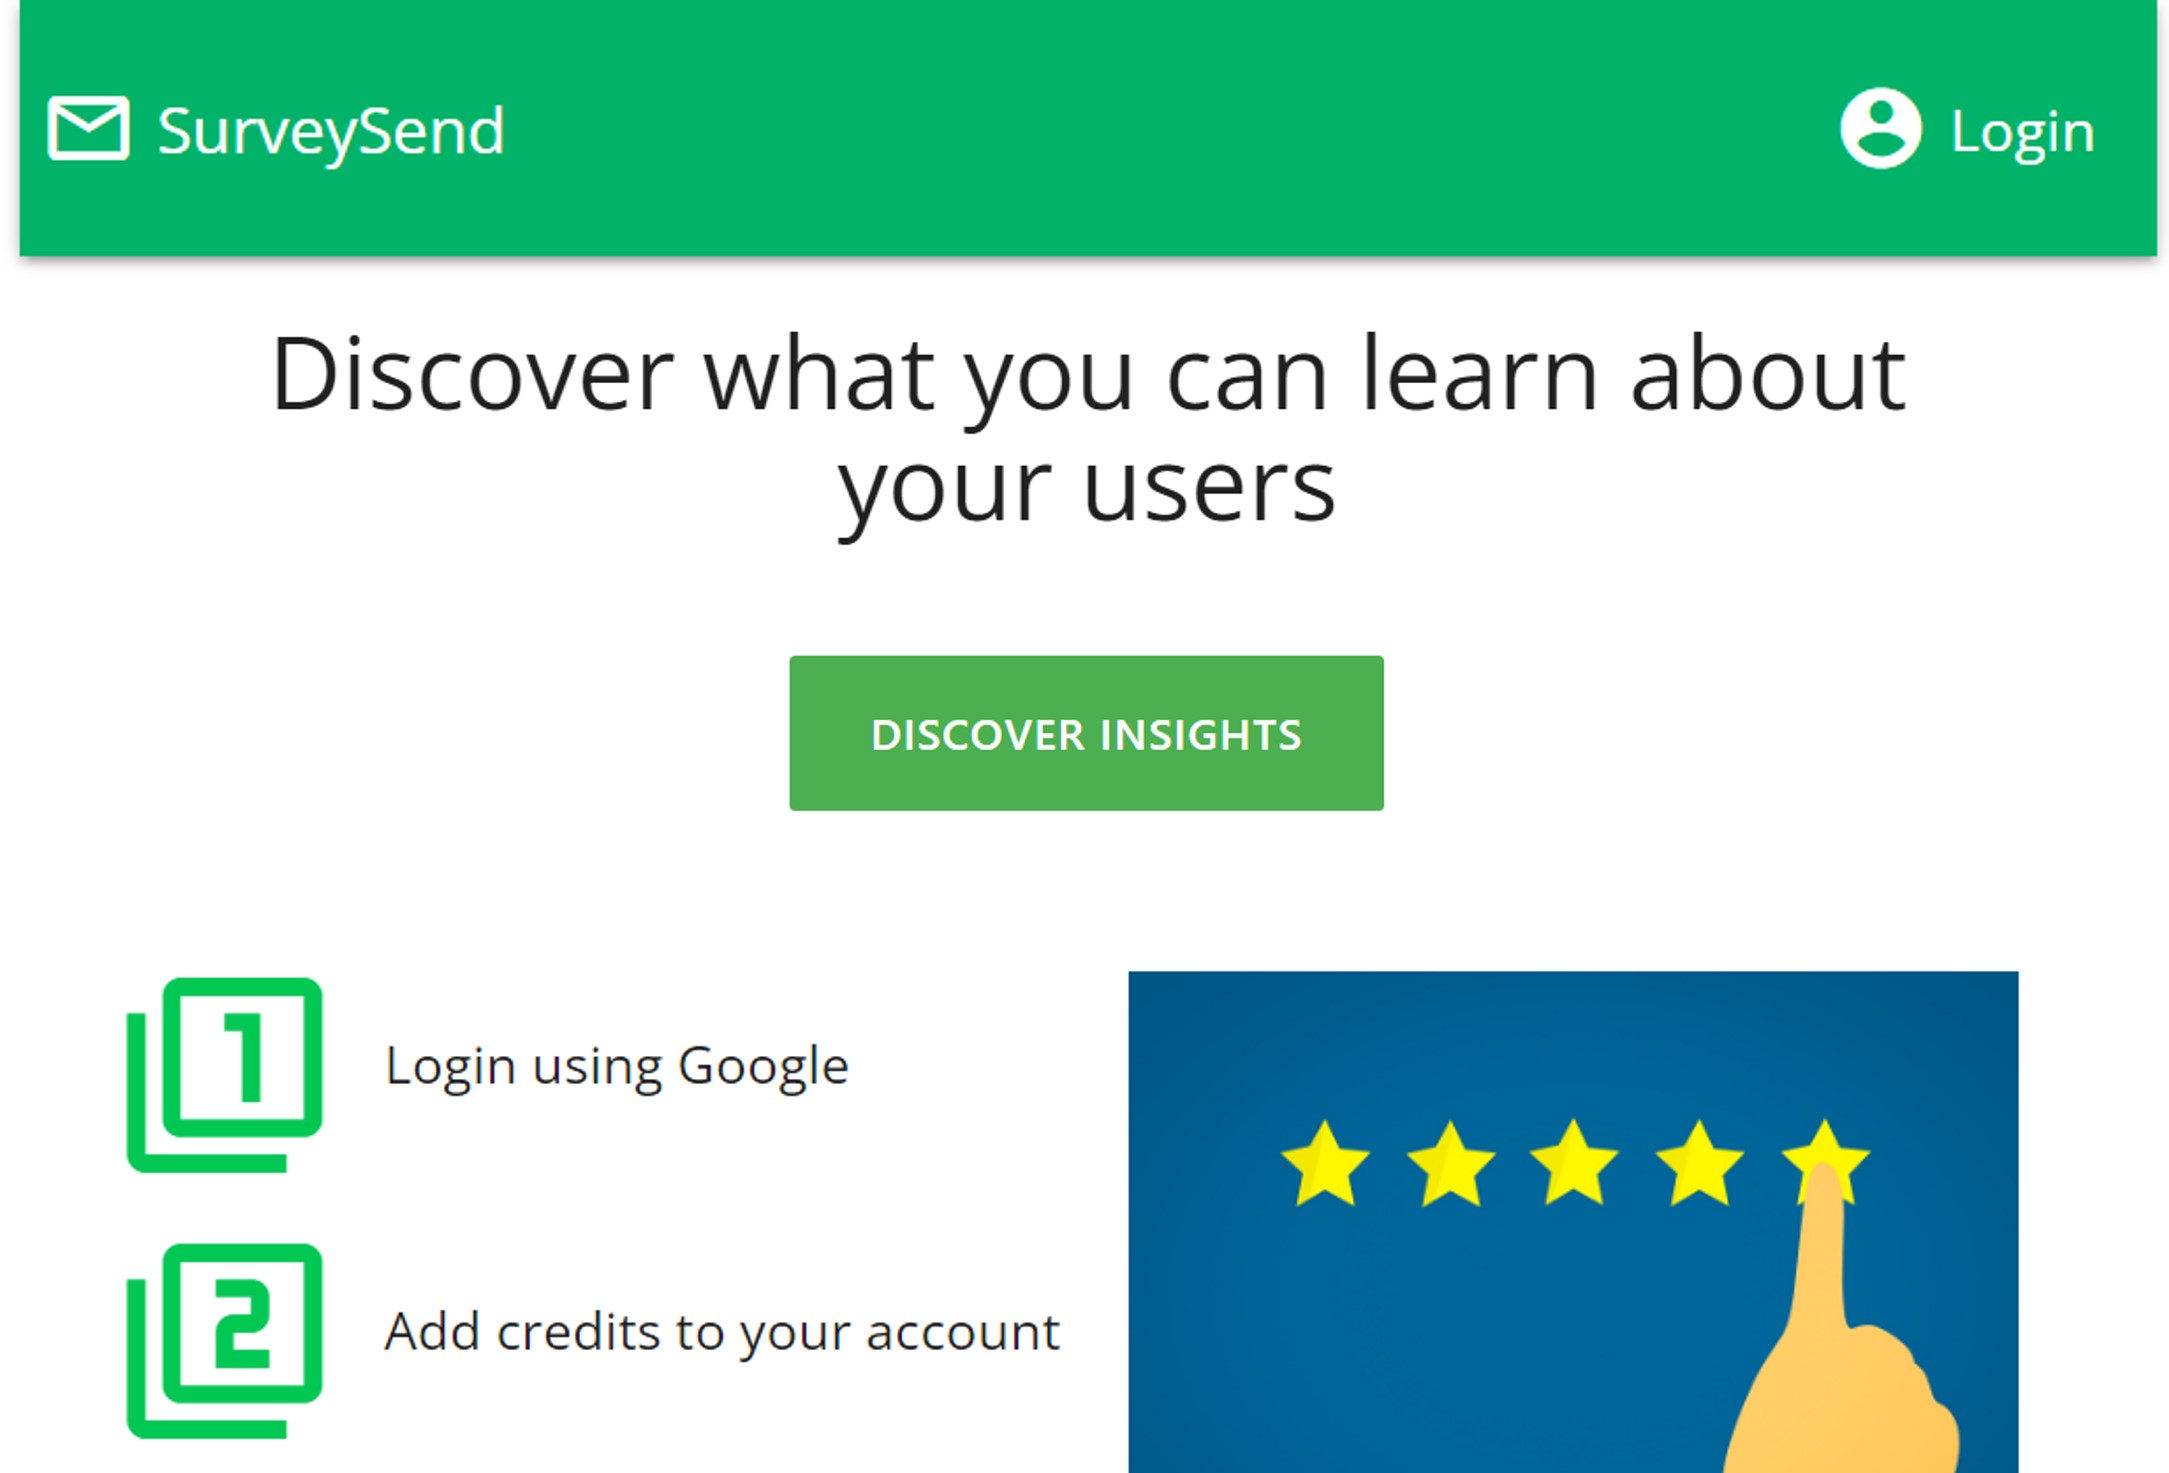 SurveySend
Login
Discover what you can learn about
your users
DISCOVER INSIGHTS
1
Login using Google
2
Add credits to your account